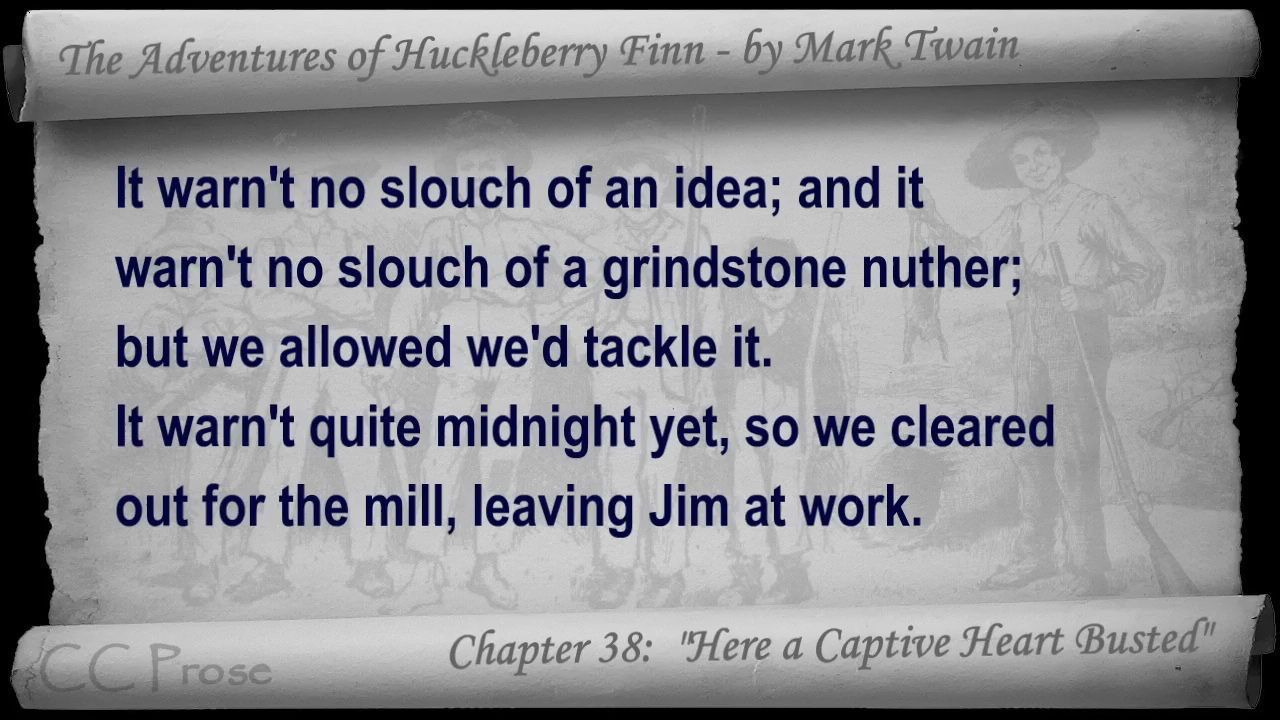 The Adventures of Huckleberry Finn - by Mark Twain
It warn't no slouch of an idea; and it
warn't no slouch of a grindstone nuther;
but we allowed we'd tackle it.
It warn't quite midnight yet, so we cleared
out for the mill, leaving Jim at work.
Chapter 38: "Here a Captive Heart Busted"
CC Prose